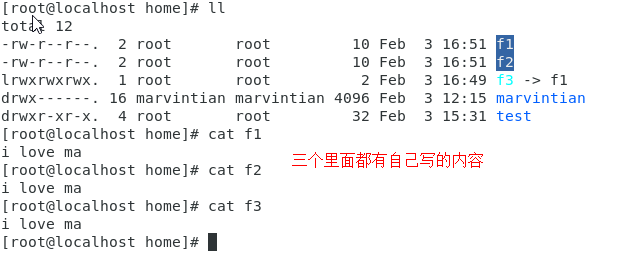 [root@localhost home]# ll
total 12
-rw-r--r--.  2 root       root         10 Feb  3 16:51 f1
-rw-r--r--.  2 root       root         10 Feb  3 16:51 f2
lrwxrwxrwx.  1 root       root          2 Feb  3 16:49 f3 -> f1
drwx------. 16 marvintian marvintian 4096 Feb  3 12:15 marvintian
drwxr-xr-x.  4 root       root         32 Feb  3 15:31 test
[root@localhost home]# cat f1
i love ma
三个里面都有自己写的内容
[root@localhost home]# cat f2
i love ma
[root@localhost home]# cat f3
i love ma
[root@localhost home]#